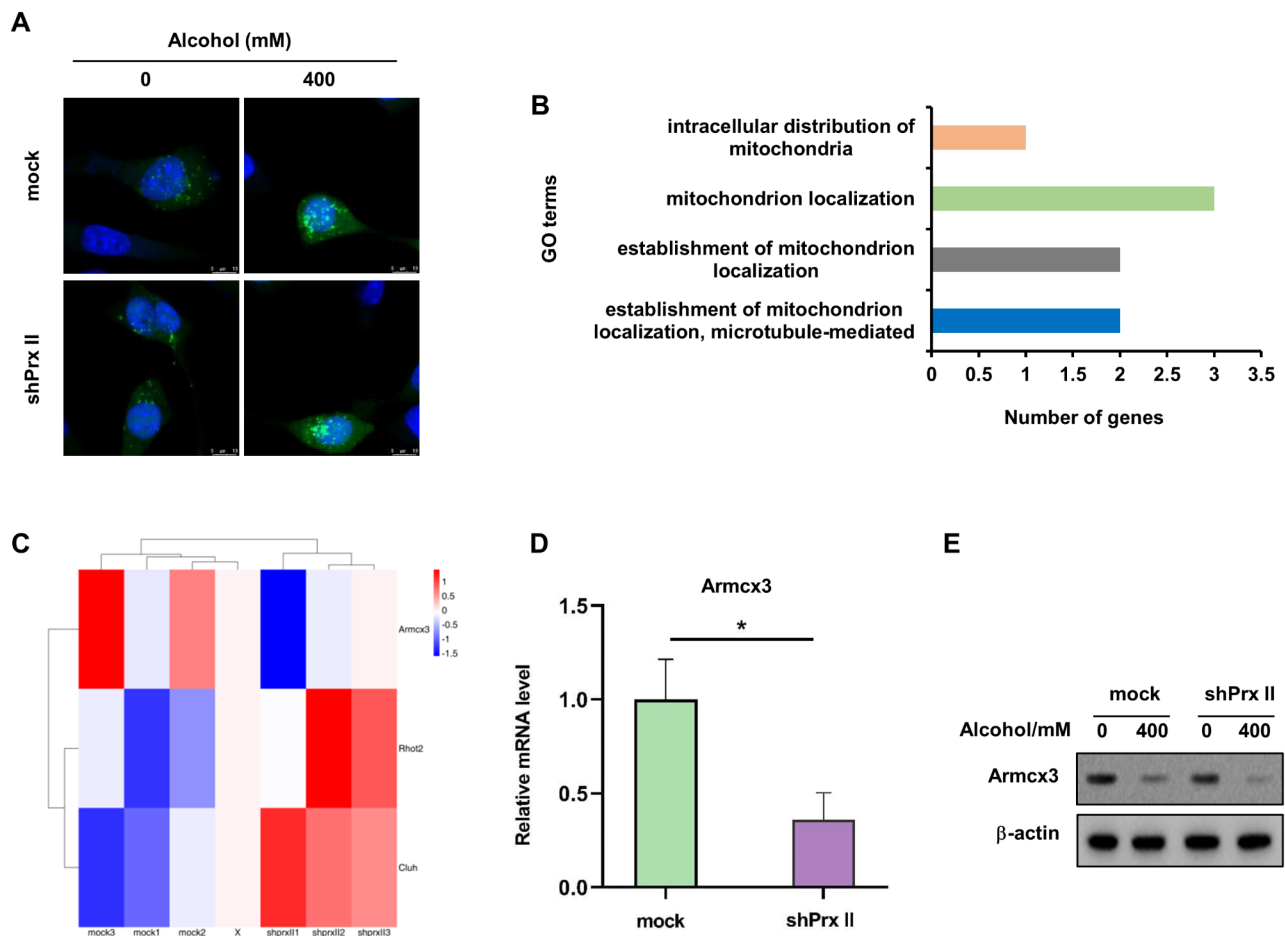 A
Alcohol (mM)
0
400
mock
shPrx II
B
GO terms
intracellular distribution of
mitochondria
mitochondrion localization
establishment of mitochondrion
localization
establishment of mitochondrion
localization, microtubule-mediated
0 0.5 1 1.5 2 2.5 3 3.5
Number of genes
C
1
0.5
0
-0.5
-1
-1.5
Armcx3
Rhot2
Cluh
mock3 mock1 mock2 X shprxII1 shprxII2 shprxII3
D
Armcx3
*
Relative mRNA level
1.5
1.0
0.5
0.0
mock shPrx II
E
mock shPrx II
Alcohol/mM 0 400 0 400
Armcx3
β-actin